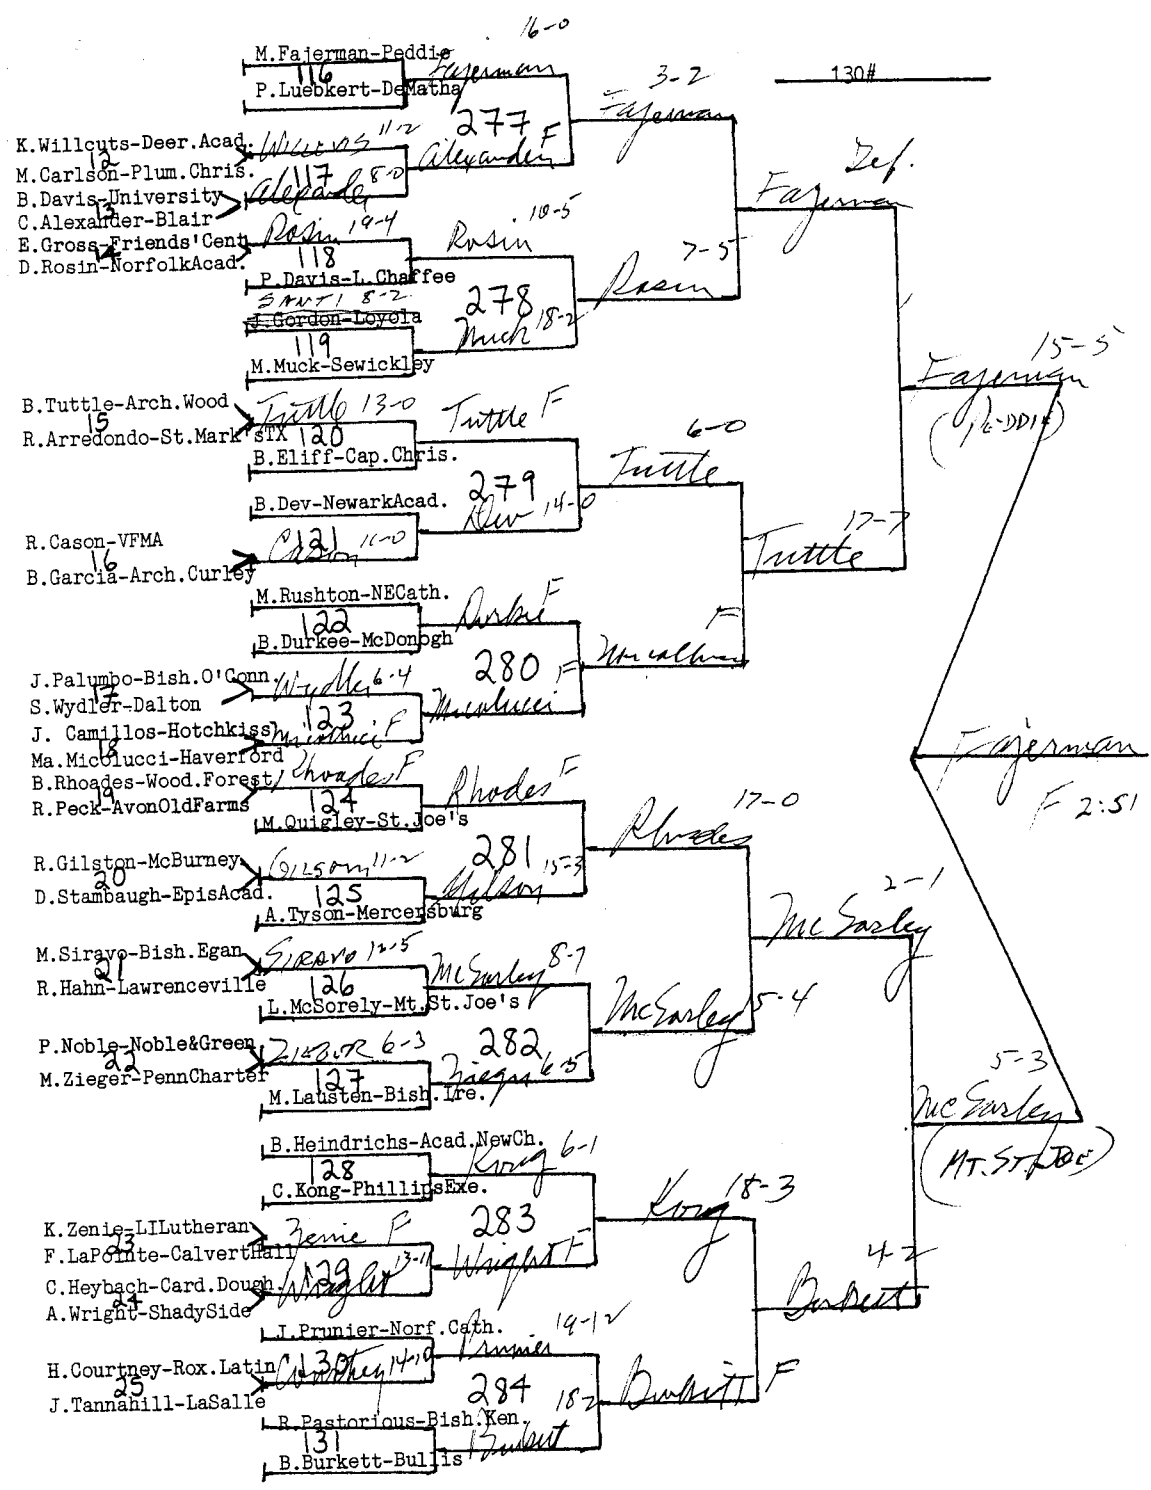 16-0
M.Fajerman-Peddie
Fajerman
3-2
130#
116
P.Luebkert-DeMatha
277
Fajerman
K.Willcuts-Deer.Acad.
11-2
F
12
Alexander
Def.
M.Carlson-Plum.Chris.
117
8-0
B.Davis-University
Alexander
Fajerman
13
C.Alexander-Blair
E.Gross-Friends'Cent
Rosin 19-4
Rosin
10-5
14
7-5
D.Rosin-NorfolkAcad.
118
P.Davis-L.Chaffee
Rosin
SANTI 8-2
278
J.Gordon-Loyola
Muck 18-2
119
15-5
M.Muck-Sewickley
Fajerman
B.Tuttle-Arch.Wood
Tuttle 13-0
Tuttle F
(PEDDIE)
15
6-0
R.Arredondo-St.Mark'sTX
120
B.Eliff-Cap.Chris.
Tuttle
279
B.Dev-NewarkAcad.
Dev 14-0
17-7
R.Cason-VFMA
121
Cason 11-0
Tuttle
16
B.Garcia-Arch.Curley
M.Rushton-NECath.
F
122
F
B.Durkee-McDonogh
280
J.Palumbo-Bish.O'Conn.
Wydler 6-4
F
17
Micolucci
S.Wydler-Dalton
123
J. Camillos-Hotchkiss
Micolucci F
18
Fajerman
Ma.Micolucci-Haverford
B.Rhoades-Wood.Forest
Rhoades F
Rhodes F
19
F 2:51
R.Peck-AvonOldFarms
124
17-0
M.Quigley-St.Joe's
Rhodes
R.Gilston-McBurney
11-2
281
15-3
20
D.Stambaugh-EpisAcad.
125
2-1
A.Tyson-Mercersburg
McSorley
M.Siravo-Bish.Egan
SIRAVO 12-5
McSorley 8-7
21
R.Hahn-Lawrenceville
126
L.McSorely-Mt.St.Joe's
McSorley 5-4
P.Noble-Noble&Green
6-3
282
22
Zieger 6-5
M.Zieger-PennCharter
127
5-3
M.Lausten-Bish.Ire.
McSorley
B.Heindrichs-Acad.NewCh.
Kong 6-1
(MT.ST.JOE)
128
C.Kong-PhillipsExe.
Kong 18-3
K.Zenie-LILutheran
Zenie F
283
23
F.LaPointe-CalvertHall
13-11
Wright F
4-2
C.Heybach-Card.Dough.
129
Wright
24
Burkett
A.Wright-ShadySide
J.Prunier-Norf.Cath.
Prunier
19-12
H.Courtney-Rox.Latin
130
Courtney 14-10
25
284
18-2
Burkett F
J.Tannahill-LaSalle
R.Pastorious-Bish.Ken.
131
Burkett
B.Burkett-Bullis